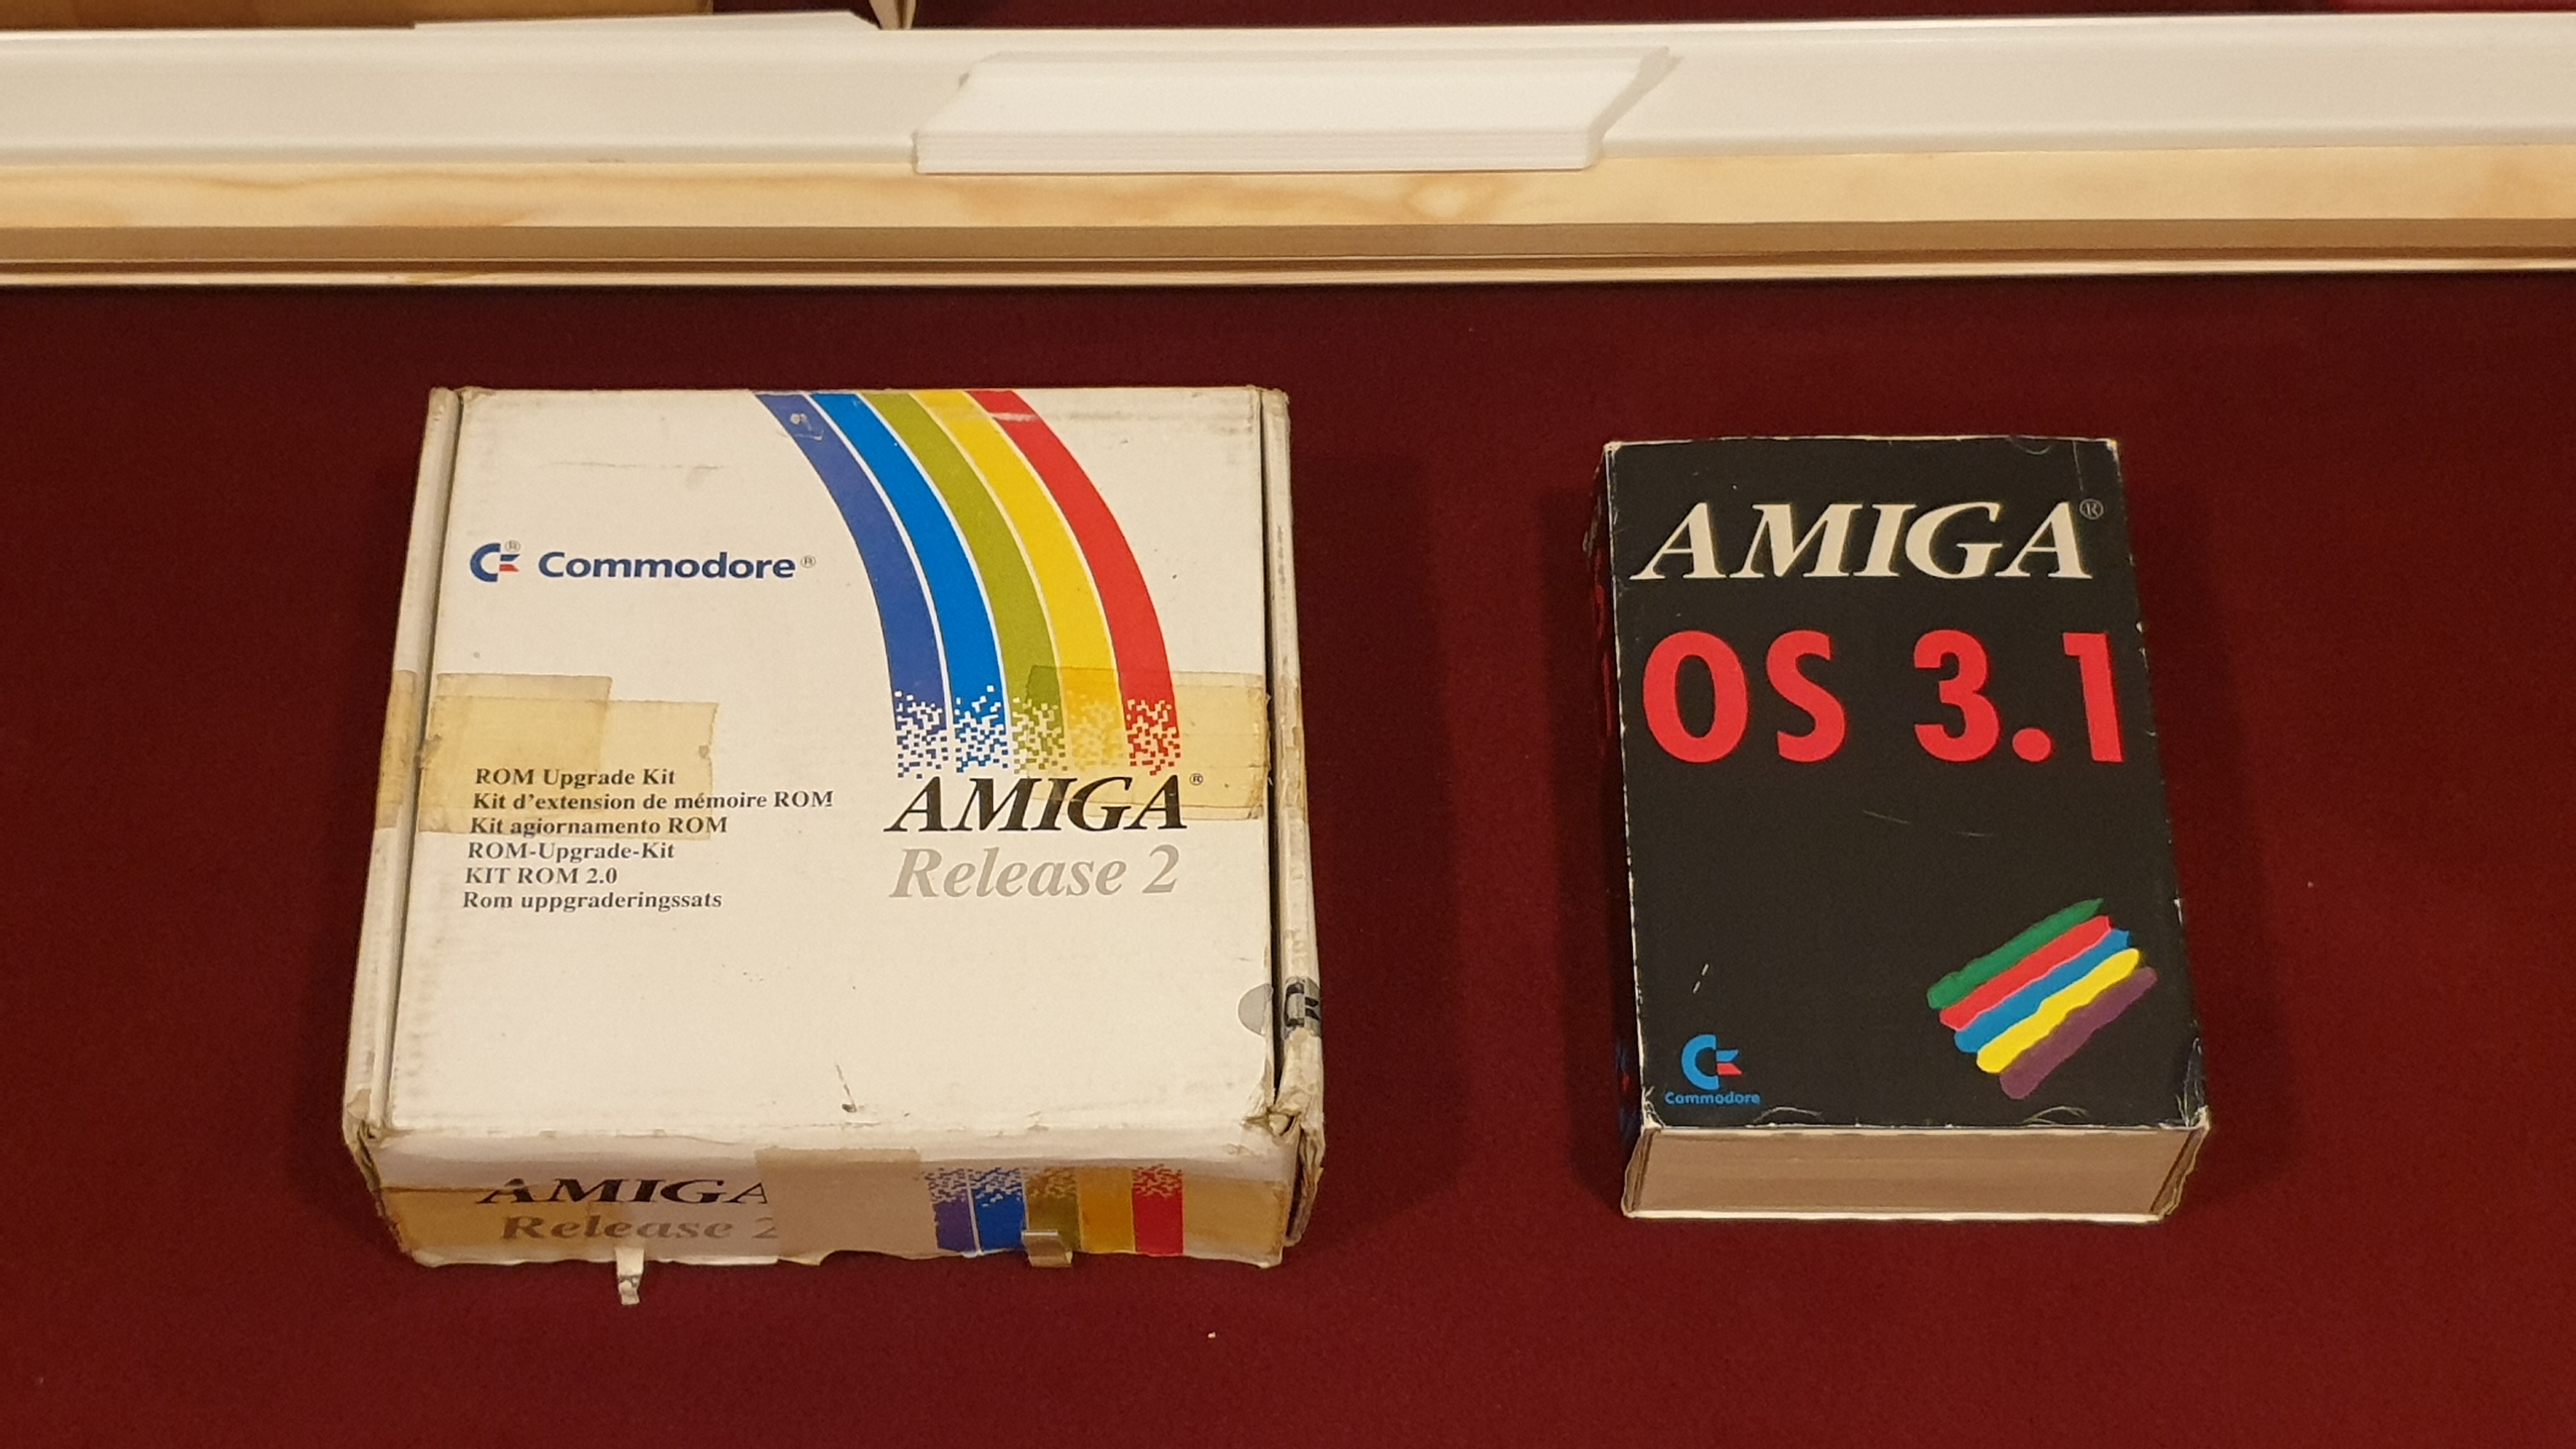 Commodore®
ROM Upgrade Kit
Kit d'extension de mémoire ROM
Kit agiornamento ROM
ROM-Upgrade-Kit
KIT ROM 2.0
Rom uppgraderingssats
AMIGA®
Release 2
AMIGA
Release 2
AMIGA®
OS 3.1
Commodore